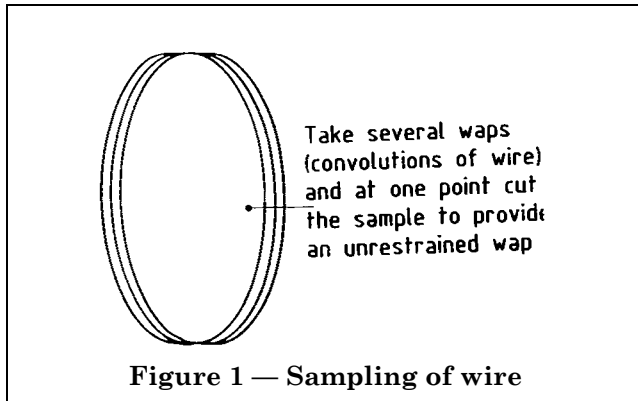 Take several waps
(convolutions of wire)
and at one point cut
the sample to provide
an unrestrained wap
Figure 1 — Sampling of wire